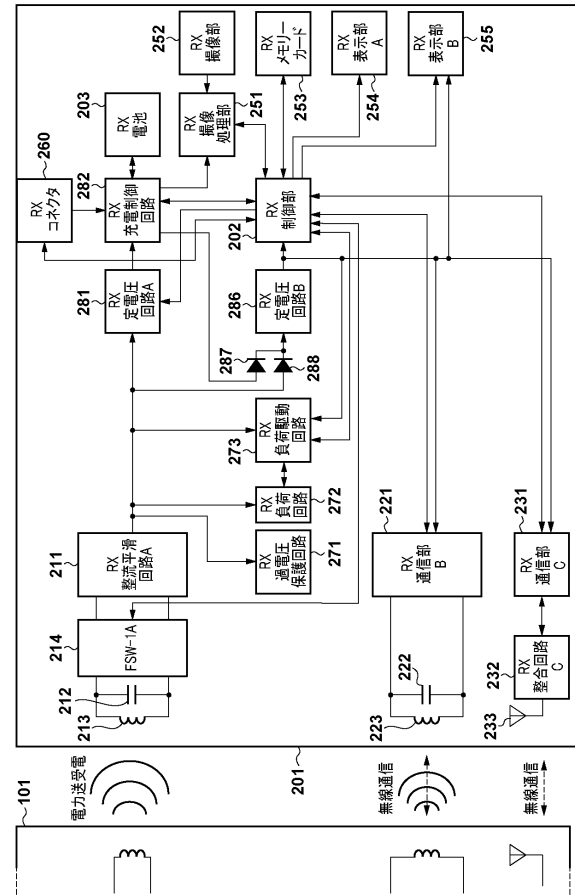 252
RX
撮像部
253
RX
メモリー
カード
254
RX
表示部
A
255
RX
表示部
B
203
RX
電池
251
RX
撮像
処理部
260
RX
コネクタ
282
RX
充電制御
回路
202
RX
制御部
281
RX
定電圧
回路A
286
RX
定電圧
回路B
287
288
273
RX
負荷駆動
回路
272
RX
負荷
回路
271
RX
過電圧
保護回路
211
RX
整流平滑
回路A
221
RX
通信部
B
231
RX
通信部
C
214
FSW-1A
212
213
222
223
232
RX
整合回路
C
233
201
電力送受電
無線通信
無線通信
101